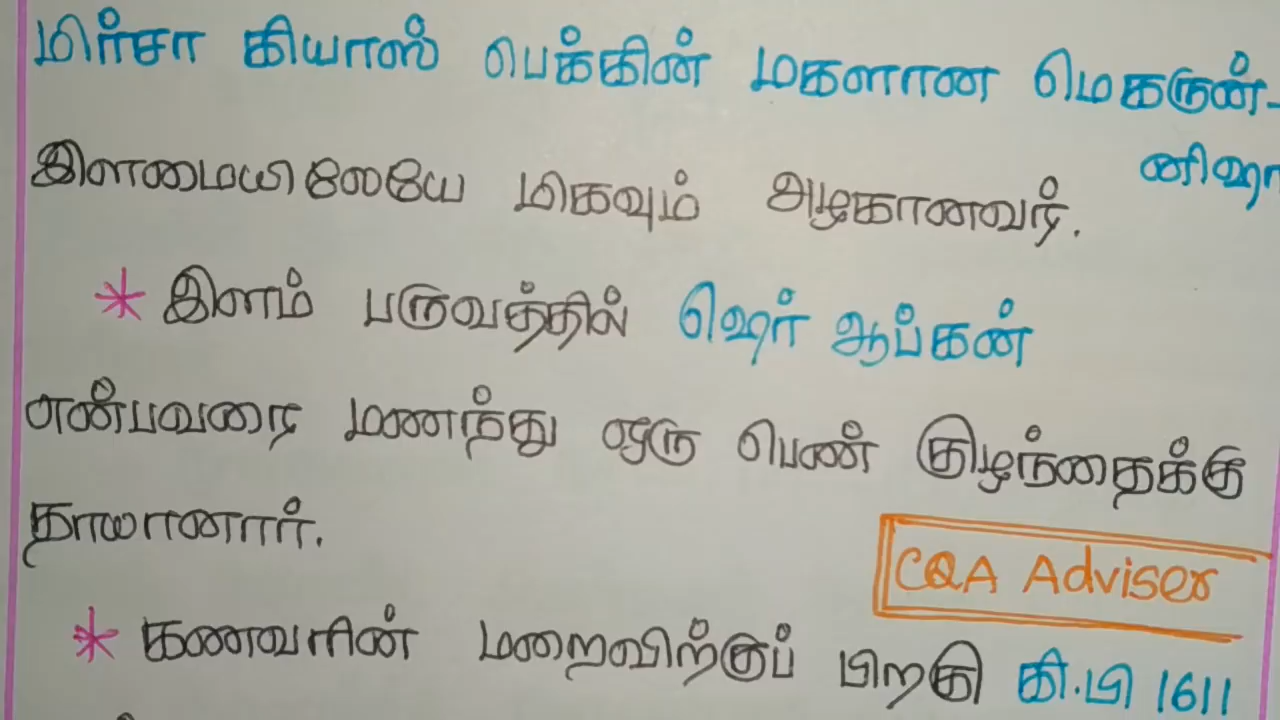 மிர்சா கியாஸ் பெக்கின் மகளான மெகருன்-
னிஷா
இளமையிலேயே மிகவும் அழகானவர்.
* இளம் பருவத்தில் ஷெர் ஆப்கன்
என்பவரை மணந்து ஒரு பெண் குழந்தைக்கு
தாயானார்.
CQA Adviser
* கணவரின் மறைவிற்குப் பிறகு கி.பி 1611